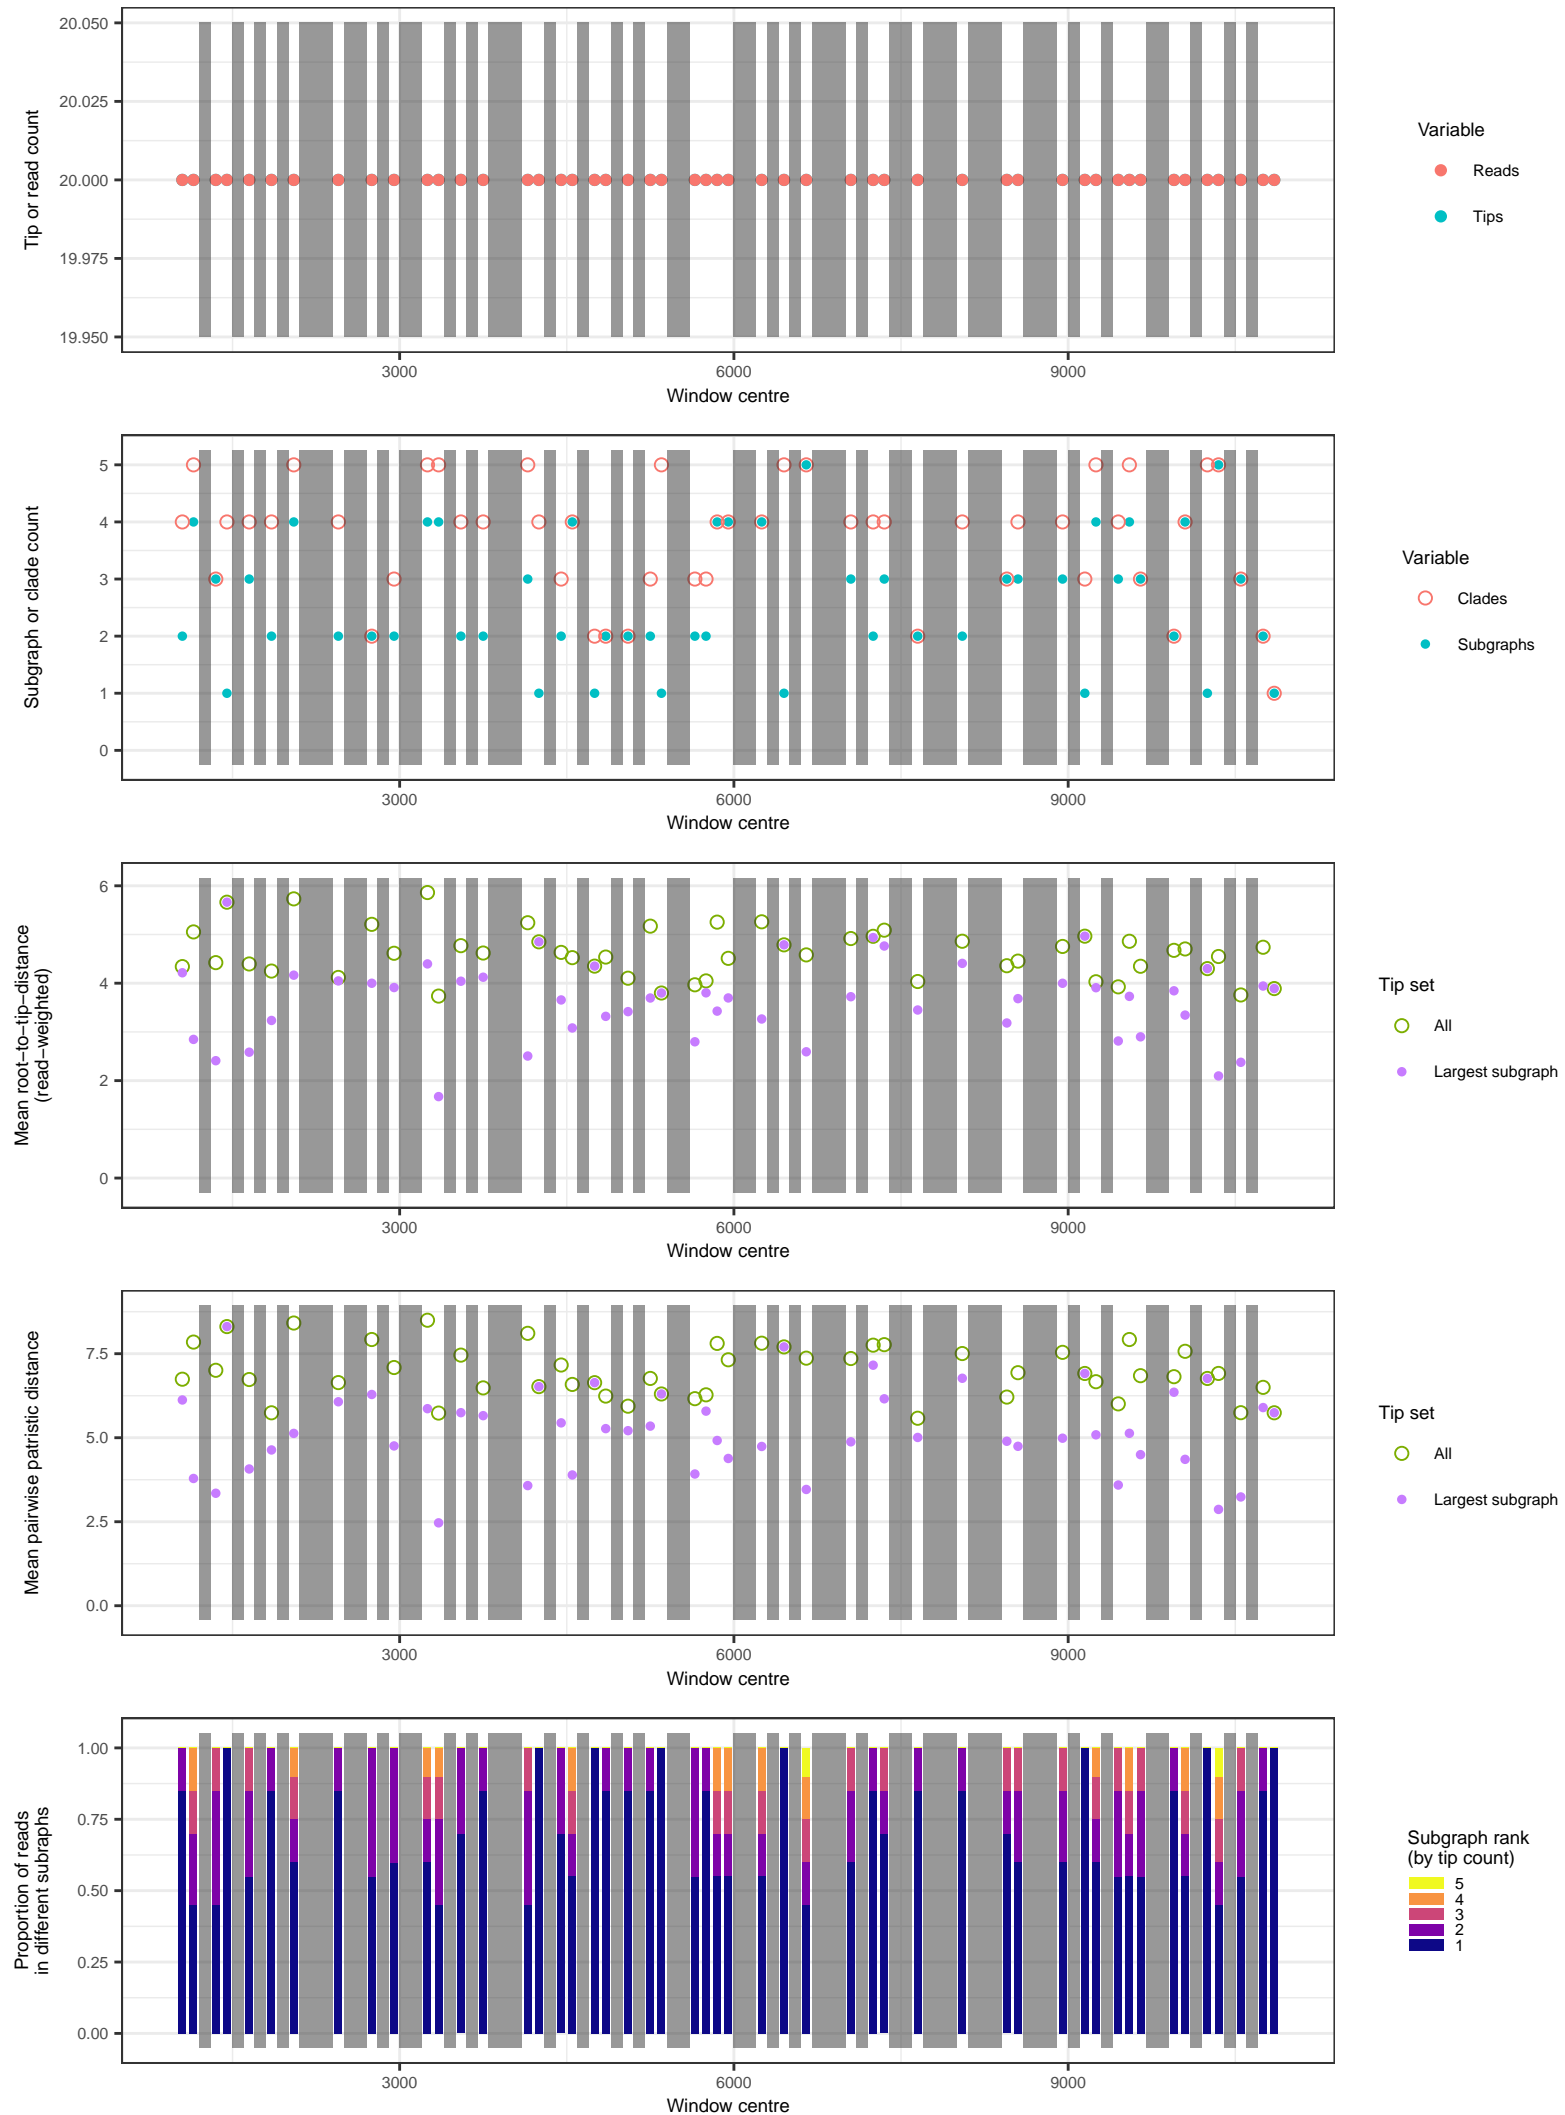 20.050
20.025
20.000
19.975
19.950
Tip or read count
3000
6000
9000
Window centre
Variable
Reads
Tips
5
4
3
2
1
0
Subgraph or clade count
3000
6000
9000
Window centre
Variable
Clades
Subgraphs
6
4
2
0
Mean root−to−tip−distance
(read−weighted)
3000
6000
9000
Window centre
Tip set
All
Largest subgraph
7.5
5.0
2.5
0.0
Mean pairwise patristic distance
3000
6000
9000
Window centre
Tip set
All
Largest subgraph
1.00
0.75
0.50
0.25
0.00
Proportion of reads
in different subraphs
3000
6000
9000
Window centre
Subgraph rank
(by tip count)
5
4
3
2
1